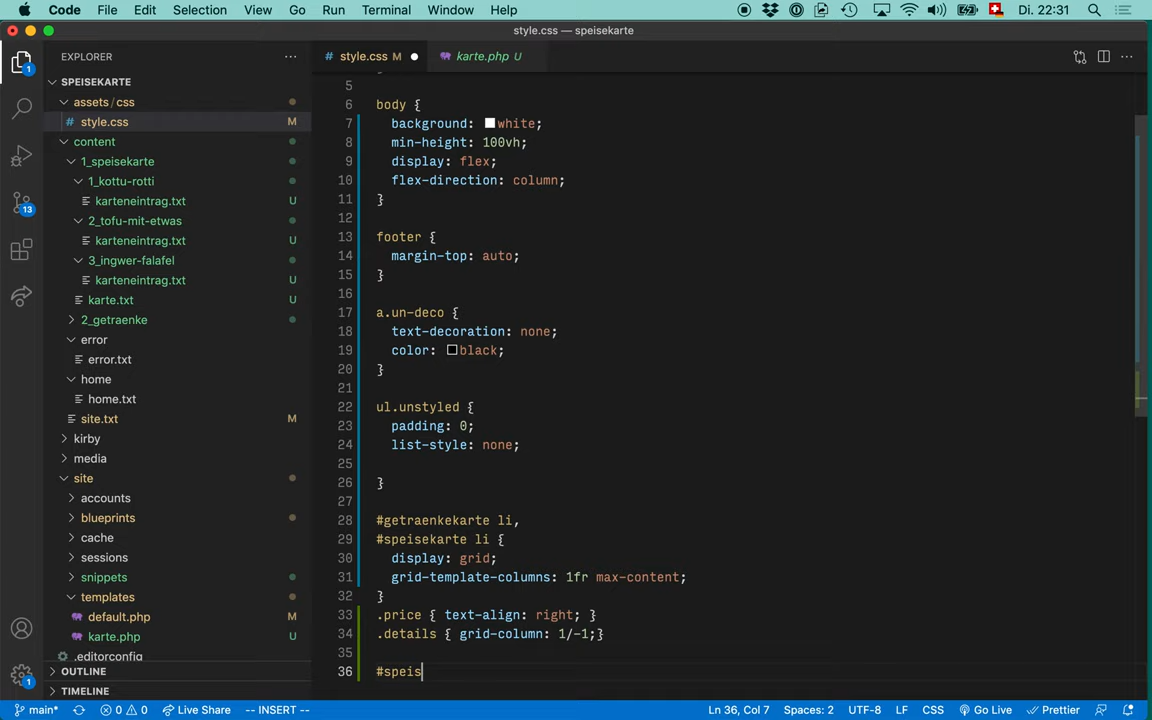 Code File Edit Selection View Go Run Terminal Window Help Di. 22:31
style.css — speisekarte
EXPLORER
style.css M
karte.php U
SPEISEKARTE
assets / css
style.css M
content
1_speisekarte
1_kottu-rotti
karteneintrag.txt U
2_tofu-mit-etwas
karteneintrag.txt U
3_ingwer-falafel
karteneintrag.txt U
karte.txt U
2_getraenke
error
error.txt
home
home.txt
site.txt M
kirby
media
site
accounts
blueprints
cache
sessions
snippets
templates
default.php M
karte.php U
.editorconfig
OUTLINE
TIMELINE
1
13
1
5
6 body {
7 background: white;
8 min-height: 100vh;
9 display: flex;
10 flex-direction: column;
11 }
12
13 footer {
14 margin-top: auto;
15 }
16
17 a.un-deco {
18 text-decoration: none;
19 color: black;
20 }
21
22 ul.unstyled {
23 padding: 0;
24 list-style: none;
25
26 }
27
28 #getraenkekarte li,
29 #speisekarte li {
30 display: grid;
31 grid-template-columns: 1fr max-content;
32 }
33 .price { text-align: right; }
34 .details { grid-column: 1/-1;}
35
36 #speis
main* 0 0 Live Share -- INSERT -- Ln 36, Col 7 Spaces: 2 UTF-8 LF CSS Go Live Prettier